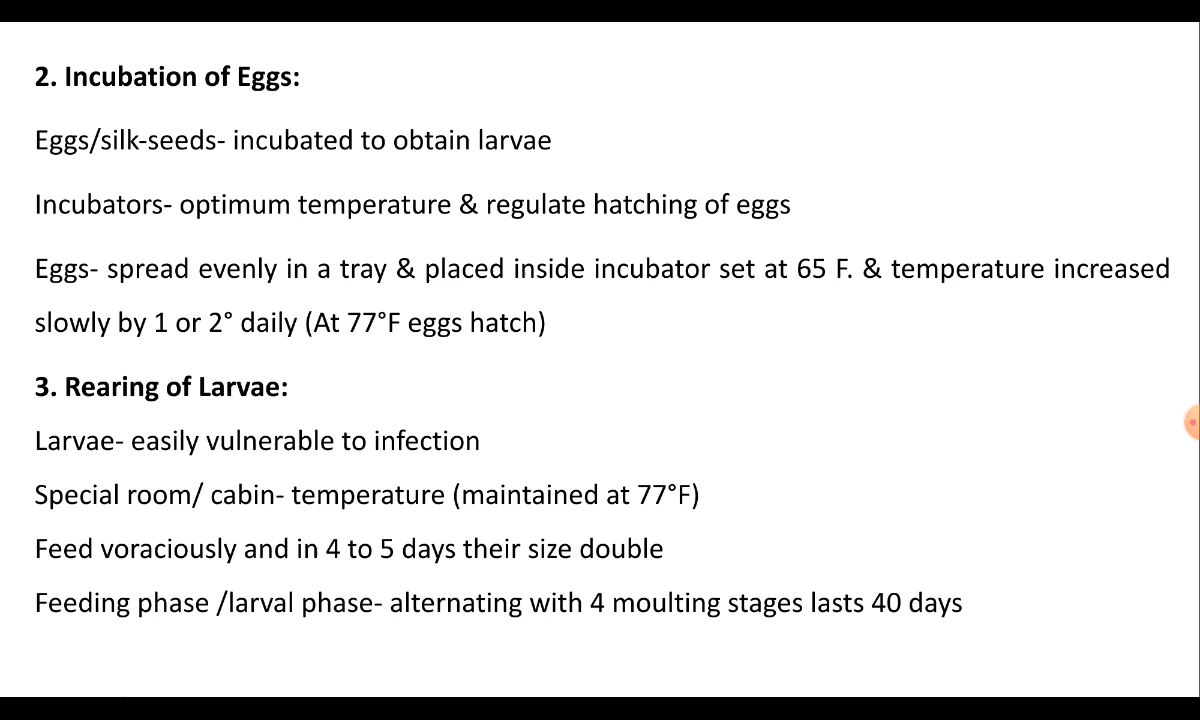 2. Incubation of Eggs:
Eggs/silk-seeds- incubated to obtain larvae
Incubators- optimum temperature & regulate hatching of eggs
Eggs- spread evenly in a tray & placed inside incubator set at 65 F. & temperature increased
slowly by 1 or 2° daily (At 77°F eggs hatch)
3. Rearing of Larvae:
Larvae- easily vulnerable to infection
Special room/ cabin- temperature (maintained at 77°F)
Feed voraciously and in 4 to 5 days their size double
Feeding phase /larval phase- alternating with 4 moulting stages lasts 40 days